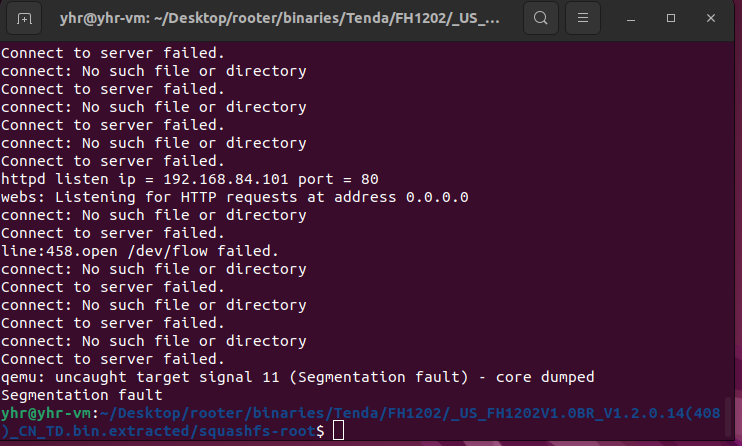 yhr@yhr-vm: ~/Desktop/rooter/binaries/Tenda/FH1202/_US_...
Connect to server failed.
connect: No such file or directory
Connect to server failed.
connect: No such file or directory
Connect to server failed.
connect: No such file or directory
Connect to server failed.
httpd listen ip = 192.168.84.101 port = 80
webs: Listening for HTTP requests at address 0.0.0.0
connect: No such file or directory
Connect to server failed.
line:458.open /dev/flow failed.
connect: No such file or directory
Connect to server failed.
connect: No such file or directory
Connect to server failed.
connect: No such file or directory
Connect to server failed.
qemu: uncaught target signal 11 (Segmentation fault) - core dumped
Segmentation fault
yhr@yhr-vm:~/Desktop/rooter/binaries/Tenda/FH1202/_US_FH1202V1.0BR_V1.2.0.14(408
)_CN_TD.bin.extracted/squashfs-root$